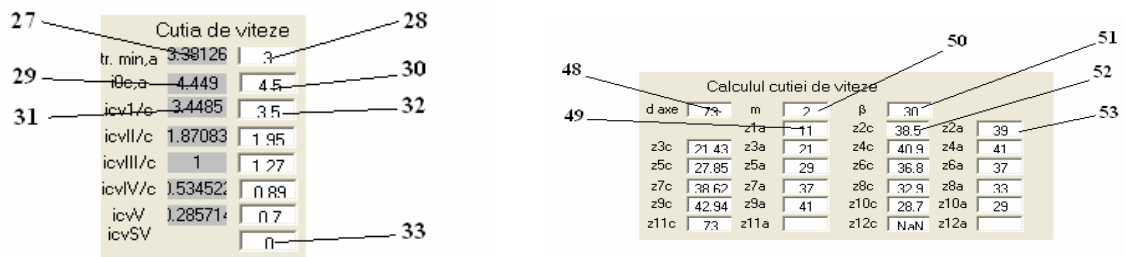 27 Cutia de viteze 28
tr. min,a 3.38126 3
29 i0c,a 4.449 4.5 30
31 icv1/c 3.4485 3.5 32
icvII/c 1.87083 1.95
icvIII/c 1 1.27
icvIV/c 0.534522 0.89
icvV 0.285714 0.7
icvSV 0 33
50 51
48 Calculul cutiei de viteze 52
d axe 73 m 2 β 30
49 z1a 11 z2c 38.5 z2a 39 53
z3c 21.43 z3a 21 z4c 40.9 z4a 41
z5c 27.85 z5a 29 z6c 36.8 z6a 37
z7c 38.62 z7a 37 z8c 32.9 z8a 33
z9c 42.94 z9a 41 z10c 28.7 z10a 29
z11c 73 z11a z12c NaN z12a